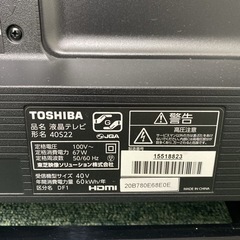 TOSHIBA
品名 液晶テレビ
形名 40S22
定格電圧 100V~
定格消費電力 67W
定格周波数 50/60Hz
東芝映像ソリューション株式会社
受信機型サイズ 40V
年間消費電力量 60kWh/年
区分名 DF1
HDMI
JQA
警告
高圧注意
15518823
20B780E68E0E
MADE IN CHINA